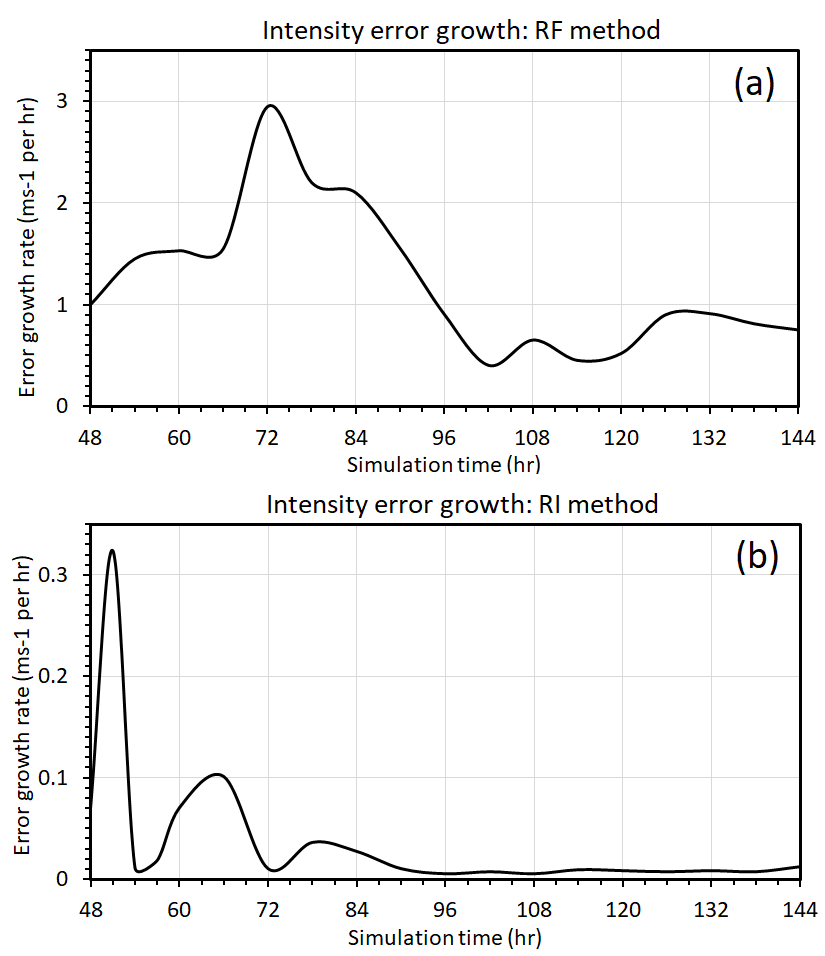 Intensity error growth: RF method
(a)
Error growth rate (ms-1 per hr)
3
2
1
0
48 60 72 84 96 108 120 132 144
Simulation time (hr)
Intensity error growth: RI method
(b)
Error growth rate (ms-1 per hr)
0.3
0.2
0.1
0
48 60 72 84 96 108 120 132 144
Simulation time (hr)